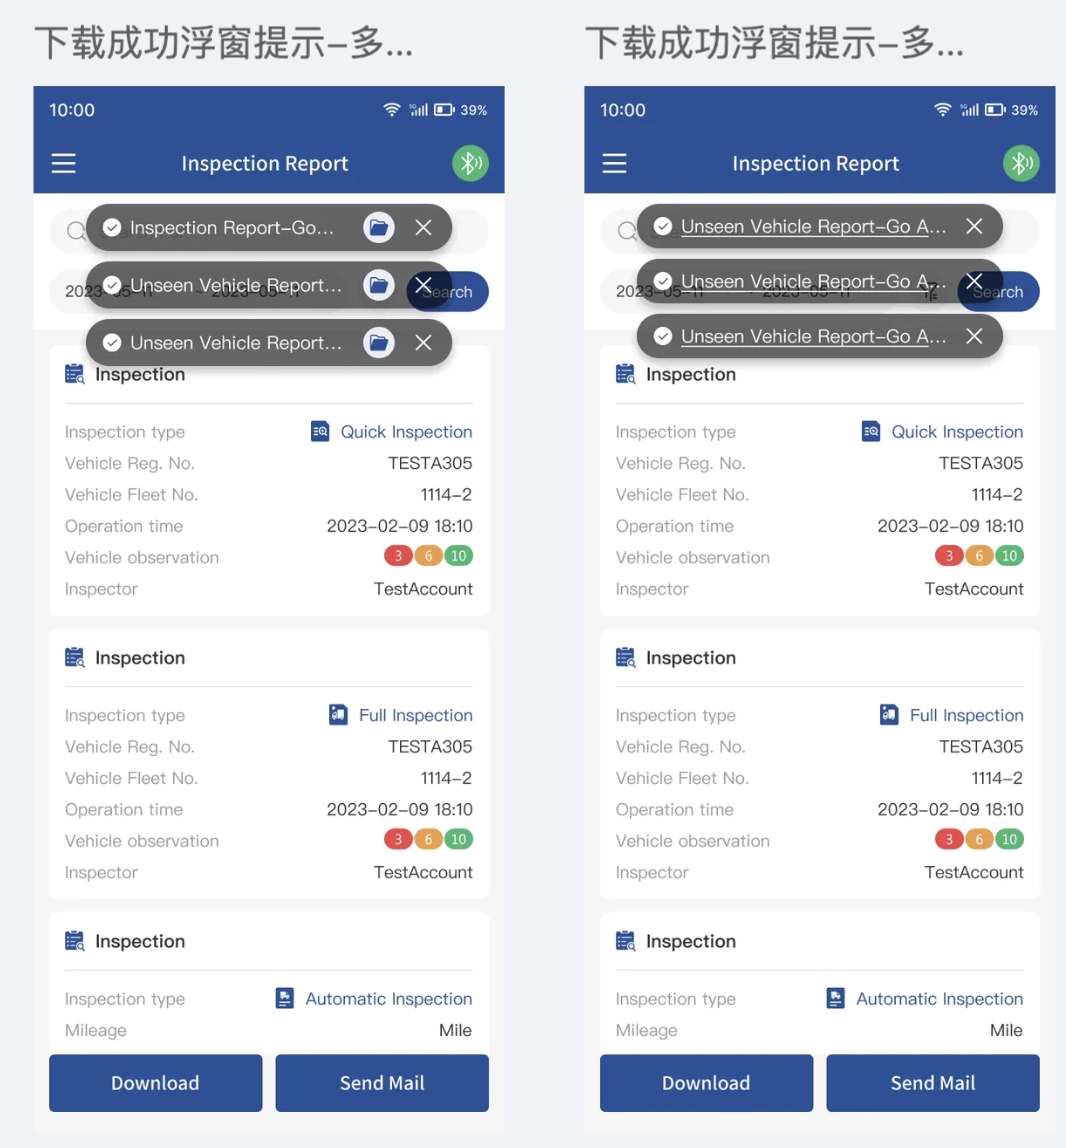 下载成功浮窗提示-多...
10:00
5G
39%
Inspection Report
Inspection Report-Go...
Unseen Vehicle Report...
2023-05-11
~ 2023-05-11
Search
Unseen Vehicle Report...
Inspection
Inspection type Quick Inspection
Vehicle Reg. No. TESTA305
Vehicle Fleet No. 1114-2
Operation time 2023-02-09 18:10
Vehicle observation 3 6 10
Inspector TestAccount
Inspection
Inspection type Full Inspection
Vehicle Reg. No. TESTA305
Vehicle Fleet No. 1114-2
Operation time 2023-02-09 18:10
Vehicle observation 3 6 10
Inspector TestAccount
Inspection
Inspection type Automatic Inspection
Mileage Mile
Download Send Mail
下载成功浮窗提示-多...
10:00
5G
39%
Inspection Report
Unseen Vehicle Report-Go A...
Unseen Vehicle Report-Go A...
2023-05-11
2023-05-11
Search
Unseen Vehicle Report-Go A...
Inspection
Inspection type Quick Inspection
Vehicle Reg. No. TESTA305
Vehicle Fleet No. 1114-2
Operation time 2023-02-09 18:10
Vehicle observation 3 6 10
Inspector TestAccount
Inspection
Inspection type Full Inspection
Vehicle Reg. No. TESTA305
Vehicle Fleet No. 1114-2
Operation time 2023-02-09 18:10
Vehicle observation 3 6 10
Inspector TestAccount
Inspection
Inspection type Automatic Inspection
Mileage Mile
Download Send Mail